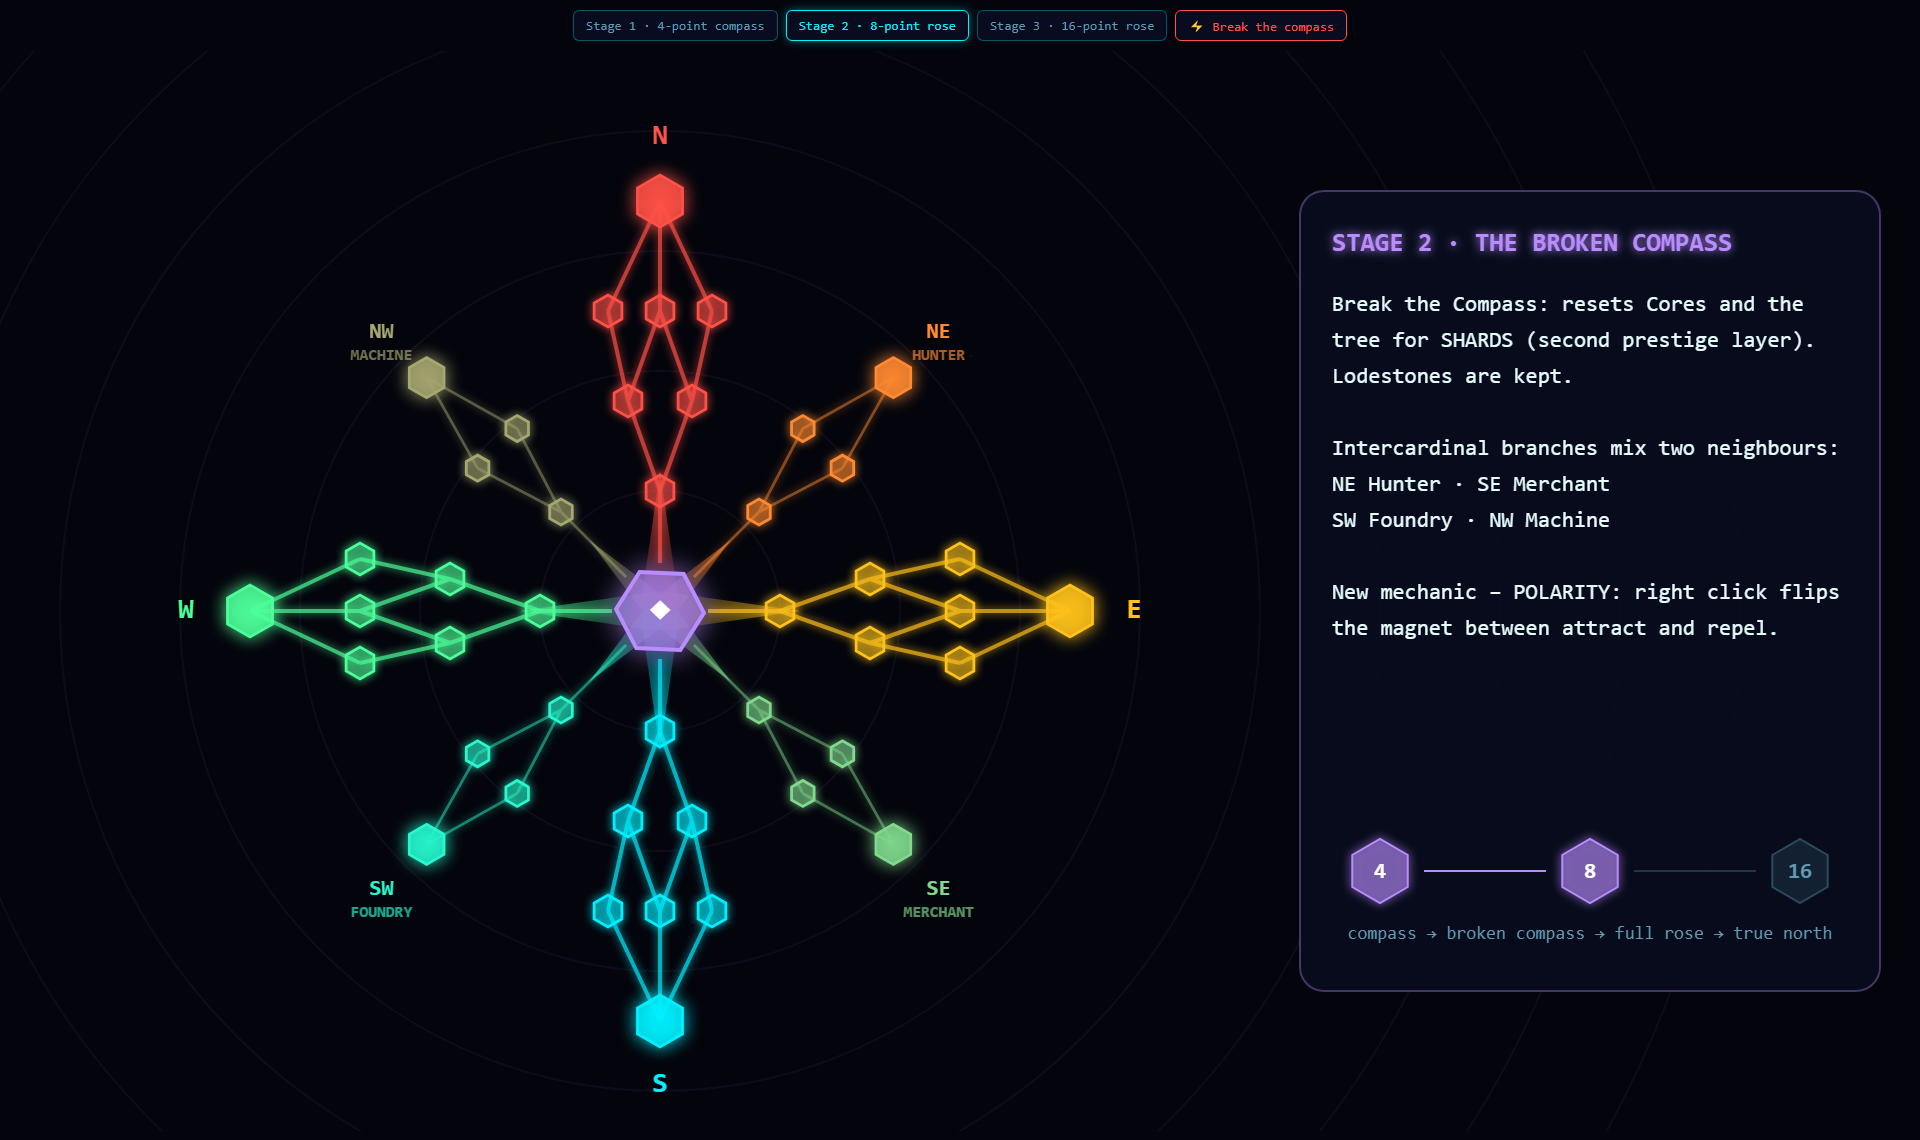 Stage 1 · 4-point compass
Stage 2 · 8-point rose
Stage 3 · 16-point rose
⚡ Break the compass
N
NW
MACHINE
NE
HUNTER
W
E
SW
FOUNDRY
SE
MERCHANT
S
STAGE 2 · THE BROKEN COMPASS
Break the Compass: resets Cores and the
tree for SHARDS (second prestige layer).
Lodestones are kept.
Intercardinal branches mix two neighbours:
NE Hunter · SE Merchant
SW Foundry · NW Machine
New mechanic – POLARITY: right click flips
the magnet between attract and repel.
4
8
16
compass → broken compass → full rose → true north